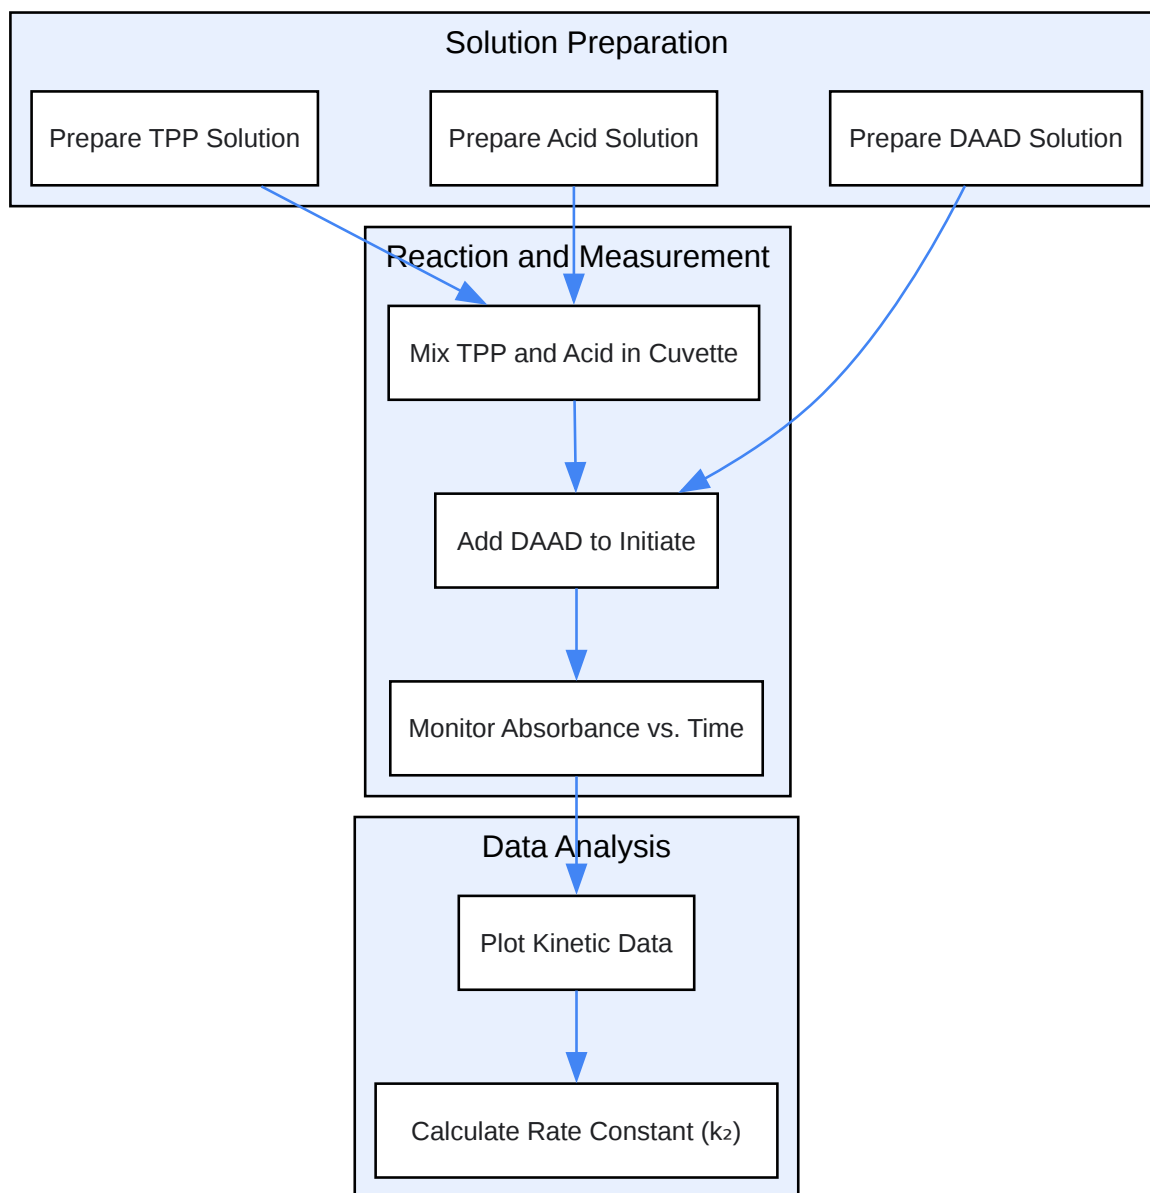 Solution Preparation
Prepare TPP Solution
Prepare Acid Solution
Prepare DAAD Solution
Reaction and Measurement
Mix TPP and Acid in Cuvette
Add DAAD to Initiate
Monitor Absorbance vs. Time
Data Analysis
Plot Kinetic Data
Calculate Rate Constant (k₂)